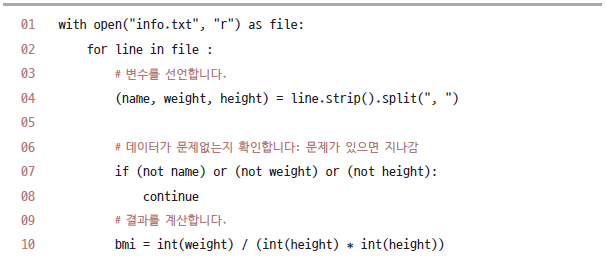 01 with open("info.txt", "r") as file:
02 for line in file :
03 # 변수를 선언합니다.
04 (name, weight, height) = line.strip().split(", ")
05
06 # 데이터가 문제없는지 확인합니다: 문제가 있으면 지나감
07 if (not name) or (not weight) or (not height):
08 continue
09 # 결과를 계산합니다.
10 bmi = int(weight) / (int(height) * int(height))